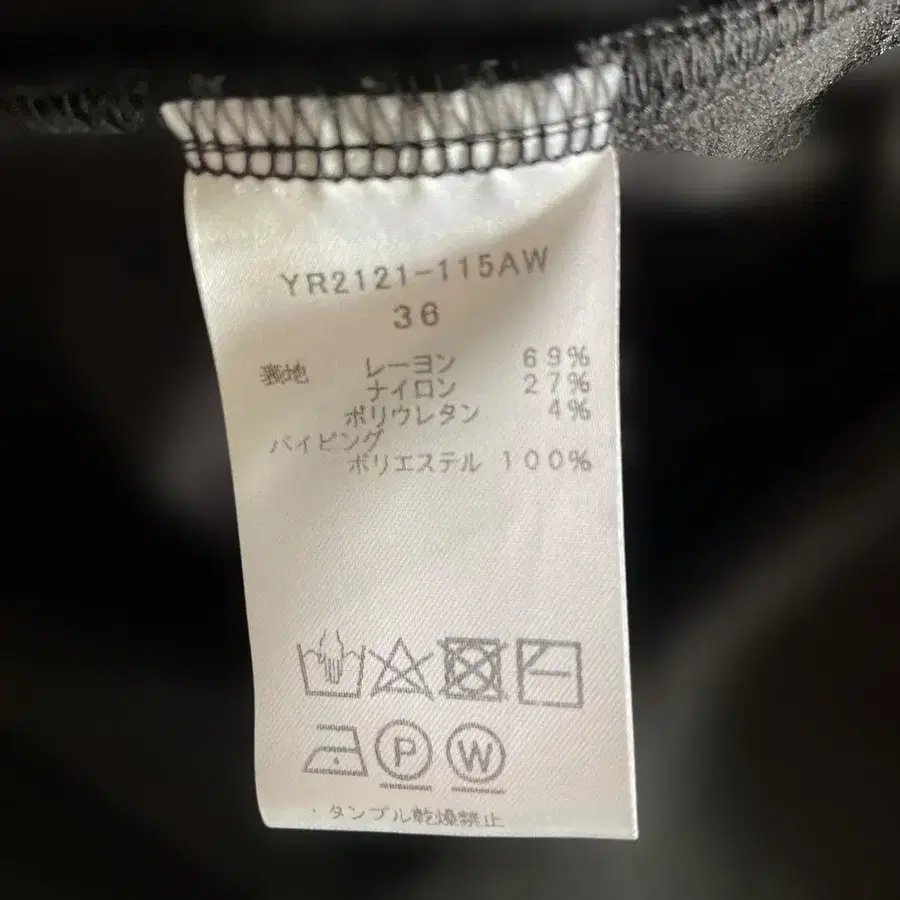 YR2121-115AW
36
表地 レーヨン 69%
ナイロン 27%
ポリウレタン 4%
パイピング
ポリエステル 100%
P W
・タンブル乾燥禁止